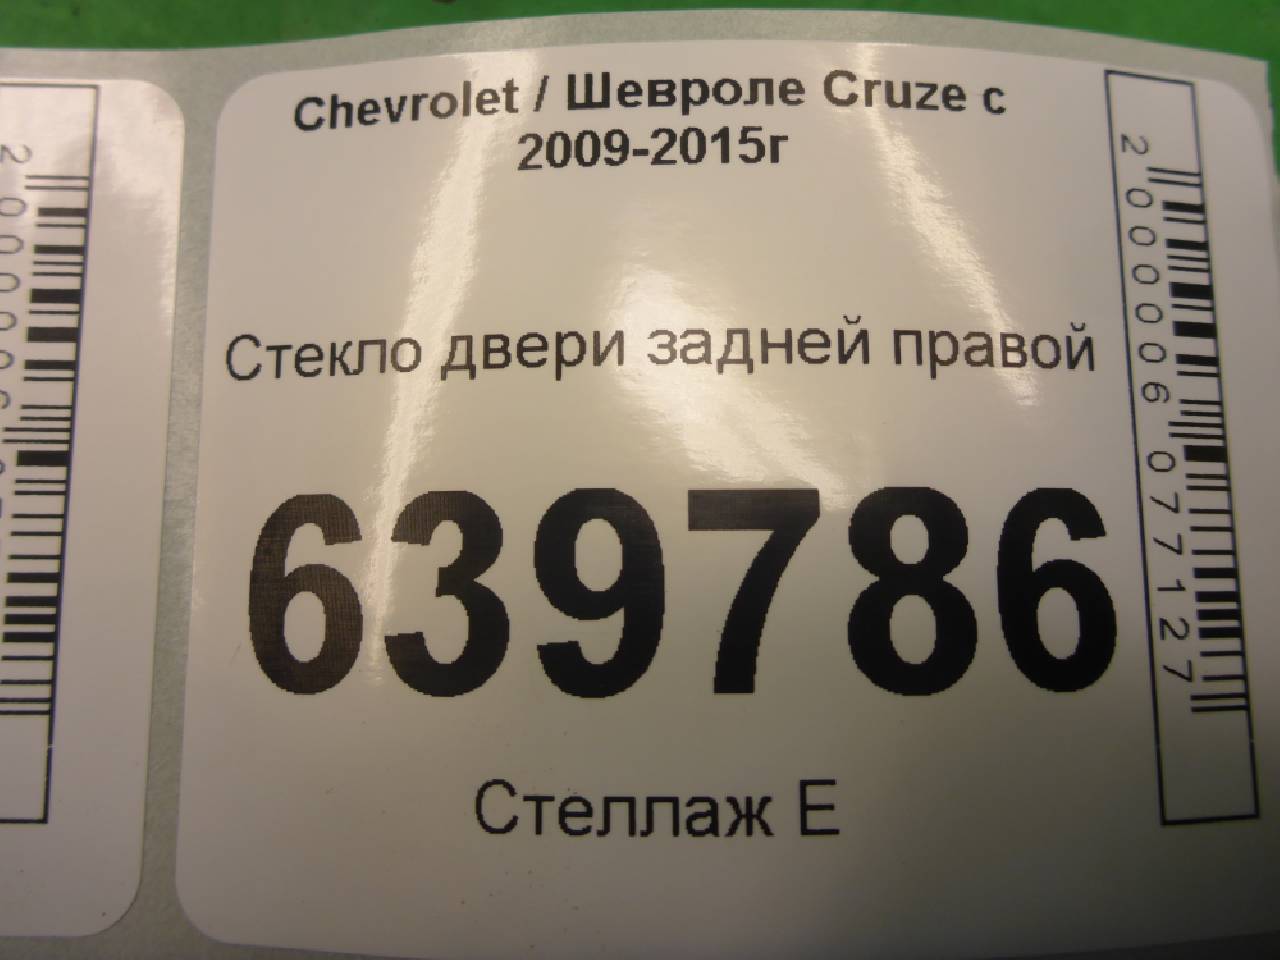 Chevrolet / Шевроле Cruze с
2009-2015г
Стекло двери задней правой
639786
Стеллаж Е
2000006077127